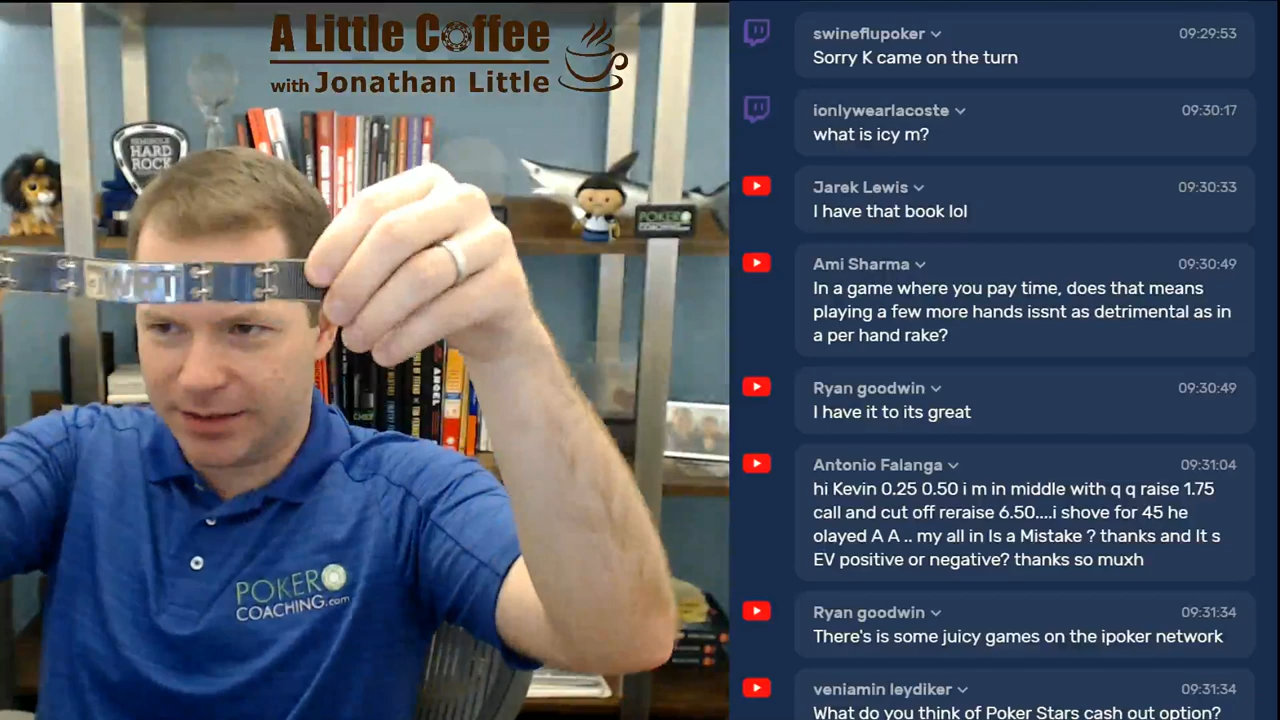 A Little Coffee
with Jonathan Little
SEMINOLE
HARD
ROCK
POKER
COACHING.COM
WPT
POKER
COACHING.com
swineflupoker
09:29:53
Sorry K came on the turn
ionlywearlacoste
09:30:17
what is icy m?
Jarek Lewis
09:30:33
I have that book lol
Ami Sharma
09:30:49
In a game where you pay time, does that means
playing a few more hands issnt as detrimental as in
a per hand rake?
Ryan goodwin
09:30:49
I have it to its great
Antonio Falanga
09:31:04
hi Kevin 0.25 0.50 i m in middle with q q raise 1.75
call and cut off reraise 6.50....i shove for 45 he
olayed A A .. my all in Is a Mistake ? thanks and It s
EV positive or negative? thanks so muxh
Ryan goodwin
09:31:34
There's is some juicy games on the ipoker network
veniamin leydiker
09:31:34
What do you think of Poker Stars cash out option?